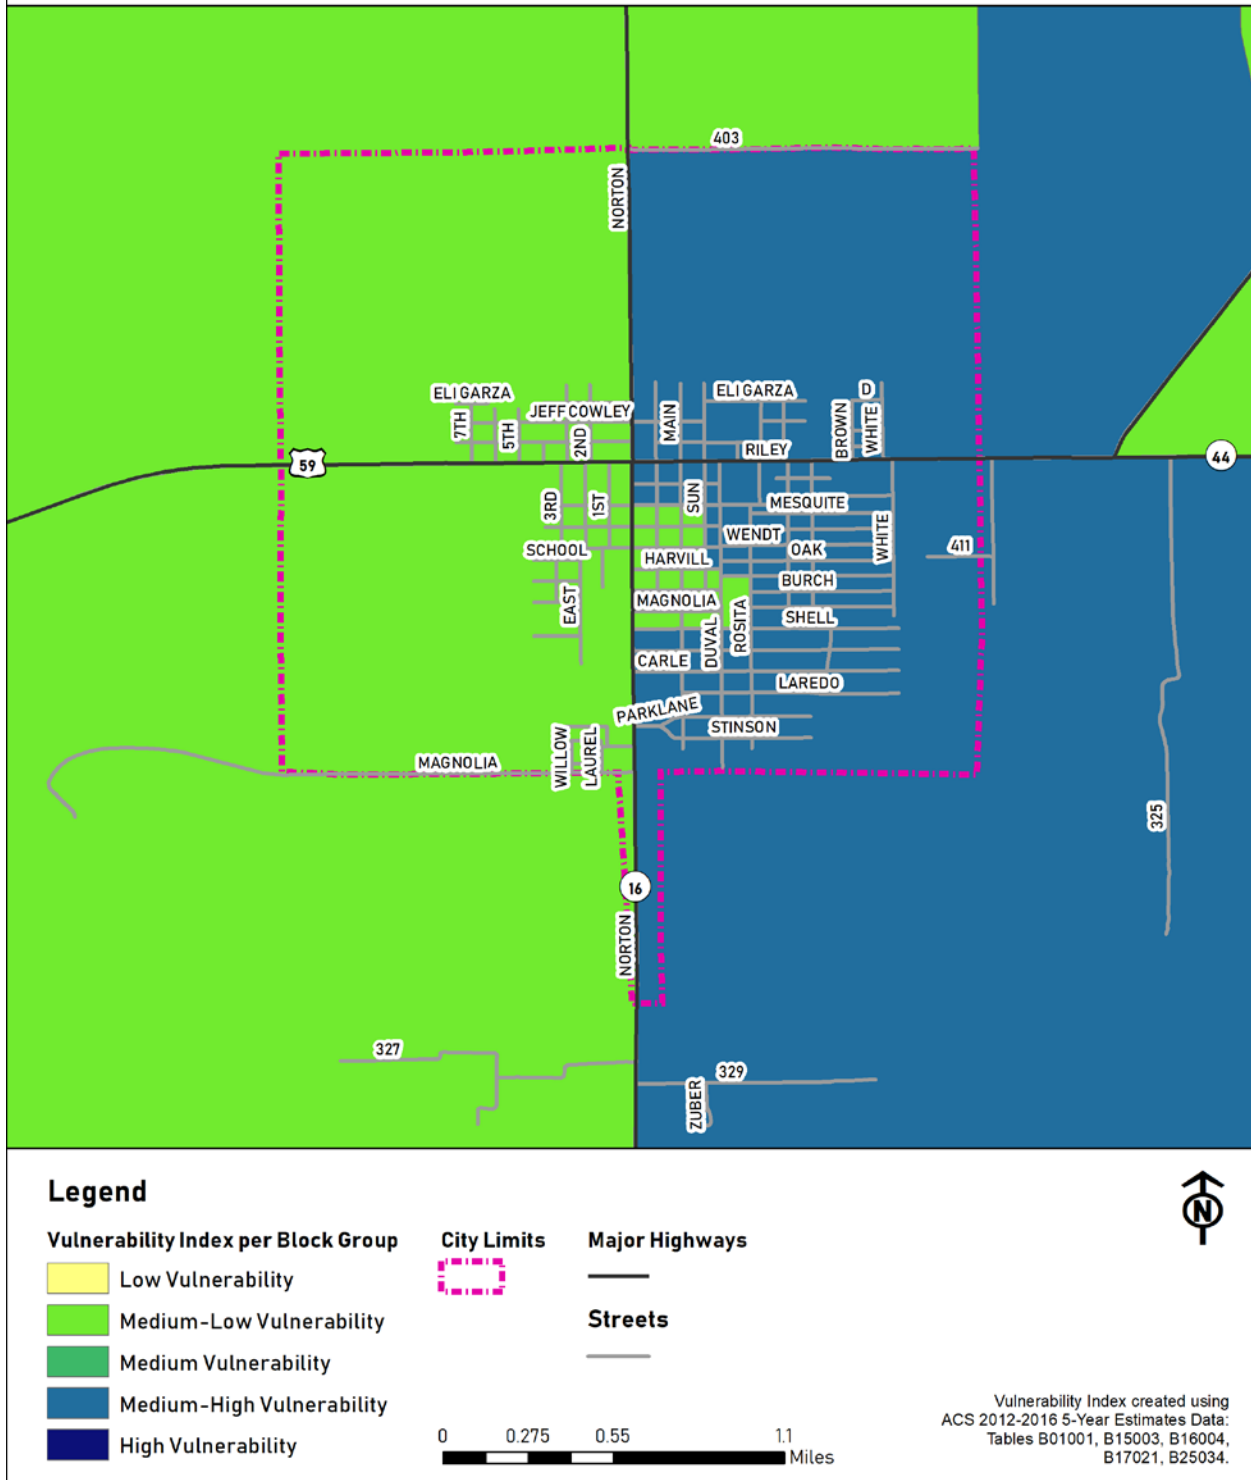 403
NORTON
ELI GARZA
ELI GARZA
D
JEFF COWLEY
7TH
5TH
2ND
MAIN
BROWN
WHITE
RILEY
59
44
3RD
1ST
SUN
MESQUITE
WENDT
WHITE
SCHOOL
OAK
411
HARVILL
BURCH
EAST
MAGNOLIA
ROSITA
SHELL
DUVAL
CARLE
LAREDO
PARKLANE
STINSON
WILLOW
LAUREL
MAGNOLIA
325
16
NORTON
327
329
ZUBER
Legend
Vulnerability Index per Block Group
Low Vulnerability
Medium-Low Vulnerability
Medium Vulnerability
Medium-High Vulnerability
High Vulnerability
City Limits
Major Highways
Streets
N
0 0.275 0.55 1.1
Miles
Vulnerability Index created using
ACS 2012-2016 5-Year Estimates Data:
Tables B01001, B15003, B16004,
B17021, B25034.